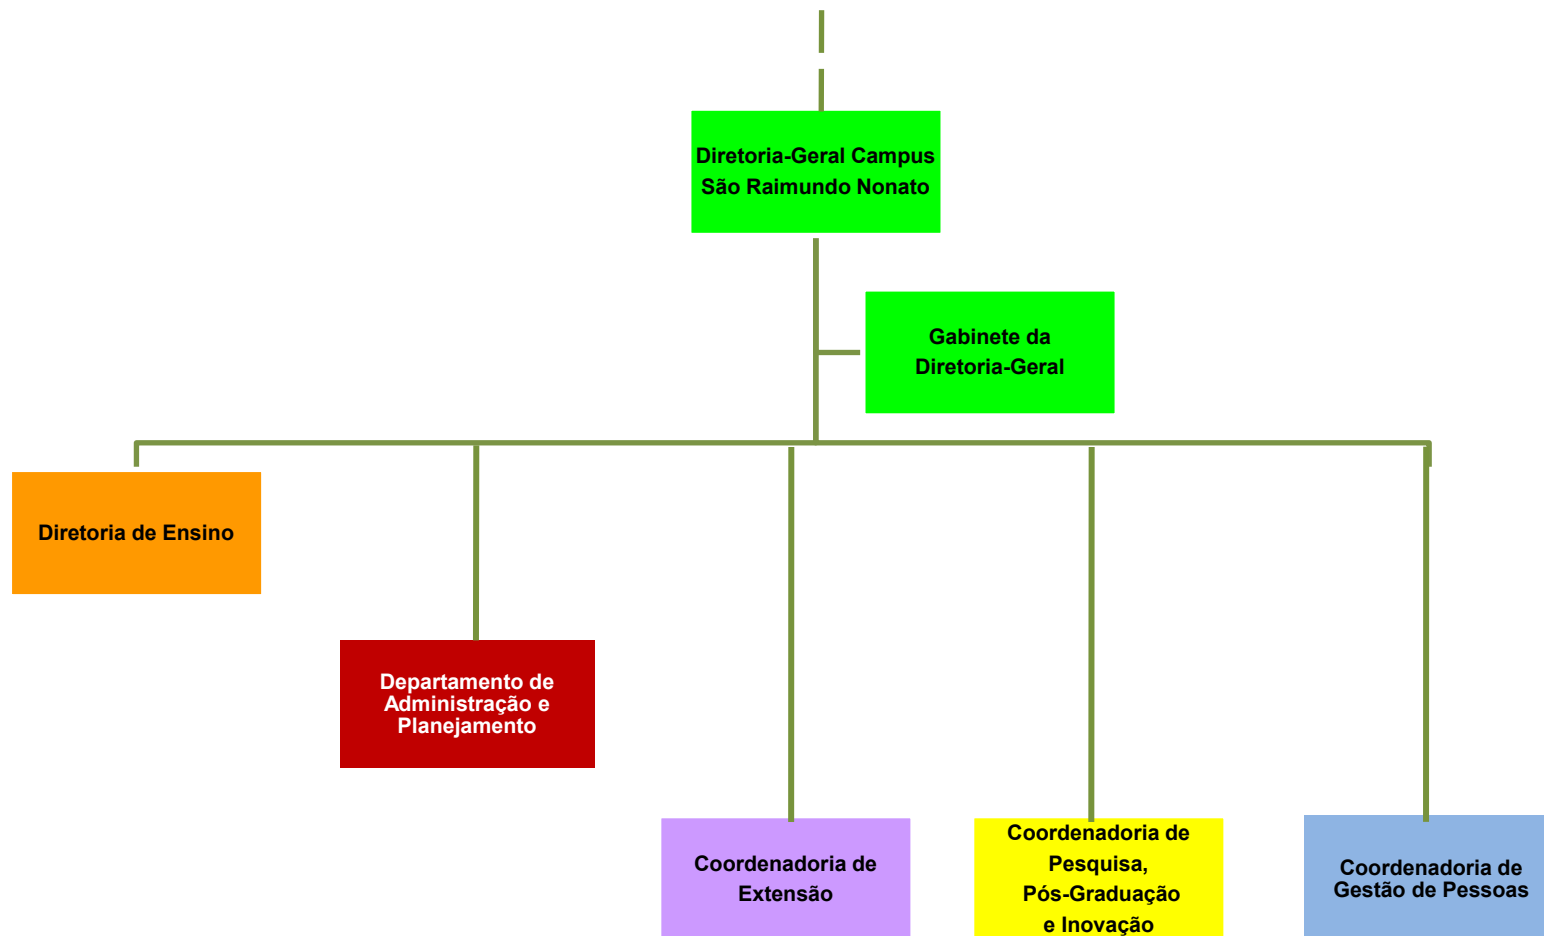 Diretoria-Geral Campus
São Raimundo Nonato
Gabinete da
Diretoria-Geral
Diretoria de Ensino
Departamento de
Administração e
Planejamento
Coordenadoria de
Extensão
Coordenadoria de
Pesquisa,
Pós-Graduação
e Inovação
Coordenadoria de
Gestão de Pessoas